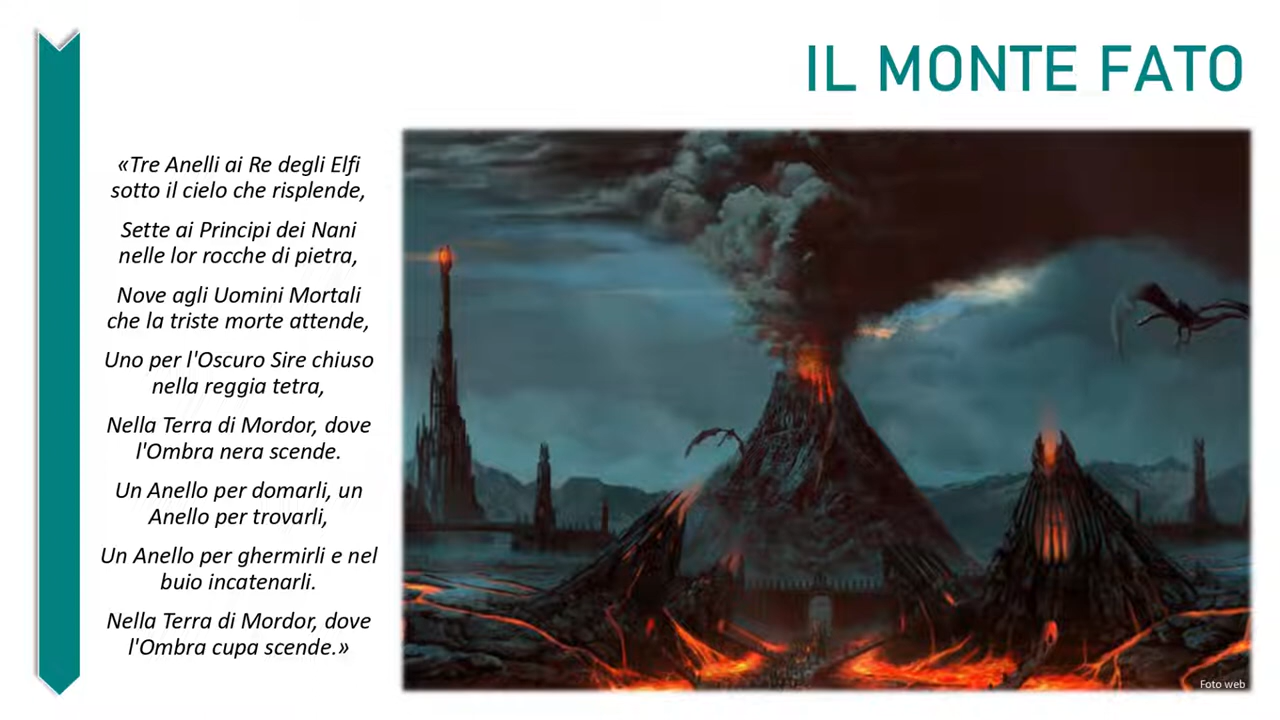 IL MONTE FATO
«Tre Anelli ai Re degli Elfi
sotto il cielo che risplende,
Sette ai Principi dei Nani
nelle lor rocche di pietra,
Nove agli Uomini Mortali
che la triste morte attende,
Uno per l'Oscuro Sire chiuso
nella reggia tetra,
Nella Terra di Mordor, dove
l'Ombra nera scende.
Un Anello per domarli, un
Anello per trovarli,
Un Anello per ghermirli e nel
buio incatenarli.
Nella Terra di Mordor, dove
l'Ombra cupa scende.»
Foto web